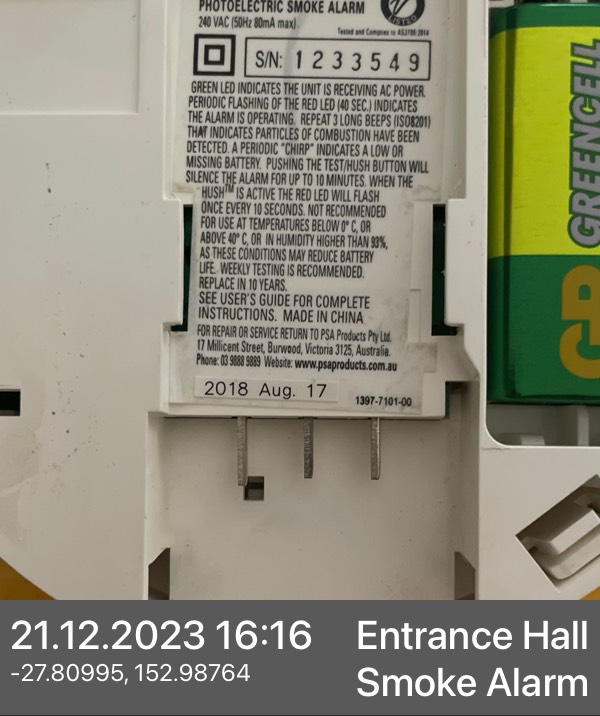 PHOTOELECTRIC SMOKE ALARM
240 VAC (50Hz 80mA max)
LISTED
Tested and Complies to AS3786:2014
S/N: 1 2 3 3 5 4 9
GREEN LED INDICATES THE UNIT IS RECEIVING AC POWER.
PERIODIC FLASHING OF THE RED LED (40 SEC.) INDICATES
THE ALARM IS OPERATING. REPEAT 3 LONG BEEPS (ISO8201)
THAT INDICATES PARTICLES OF COMBUSTION HAVE BEEN
DETECTED. A PERIODIC "CHIRP" INDICATES A LOW OR
MISSING BATTERY. PUSHING THE TEST/HUSH BUTTON WILL
SILENCE THE ALARM FOR UP TO 10 MINUTES. WHEN THE
HUSH™ IS ACTIVE THE RED LED WILL FLASH
ONCE EVERY 10 SECONDS. NOT RECOMMENDED
FOR USE AT TEMPERATURES BELOW 0° C, OR
ABOVE 40° C, OR IN HUMIDITY HIGHER THAN 93%,
AS THESE CONDITIONS MAY REDUCE BATTERY
LIFE. WEEKLY TESTING IS RECOMMENDED.
REPLACE IN 10 YEARS.
SEE USER'S GUIDE FOR COMPLETE
INSTRUCTIONS. MADE IN CHINA
FOR REPAIR OR SERVICE RETURN TO PSA Products Pty Ltd.
17 Millicent Street, Burwood, Victoria 3125, Australia.
Phone: 03 9888 9889 Website: www.psaproducts.com.au
2018 Aug. 17
1397-7101-00
GREENCELL
GP
21.12.2023 16:16
-27.80995, 152.98764
Entrance Hall
Smoke Alarm